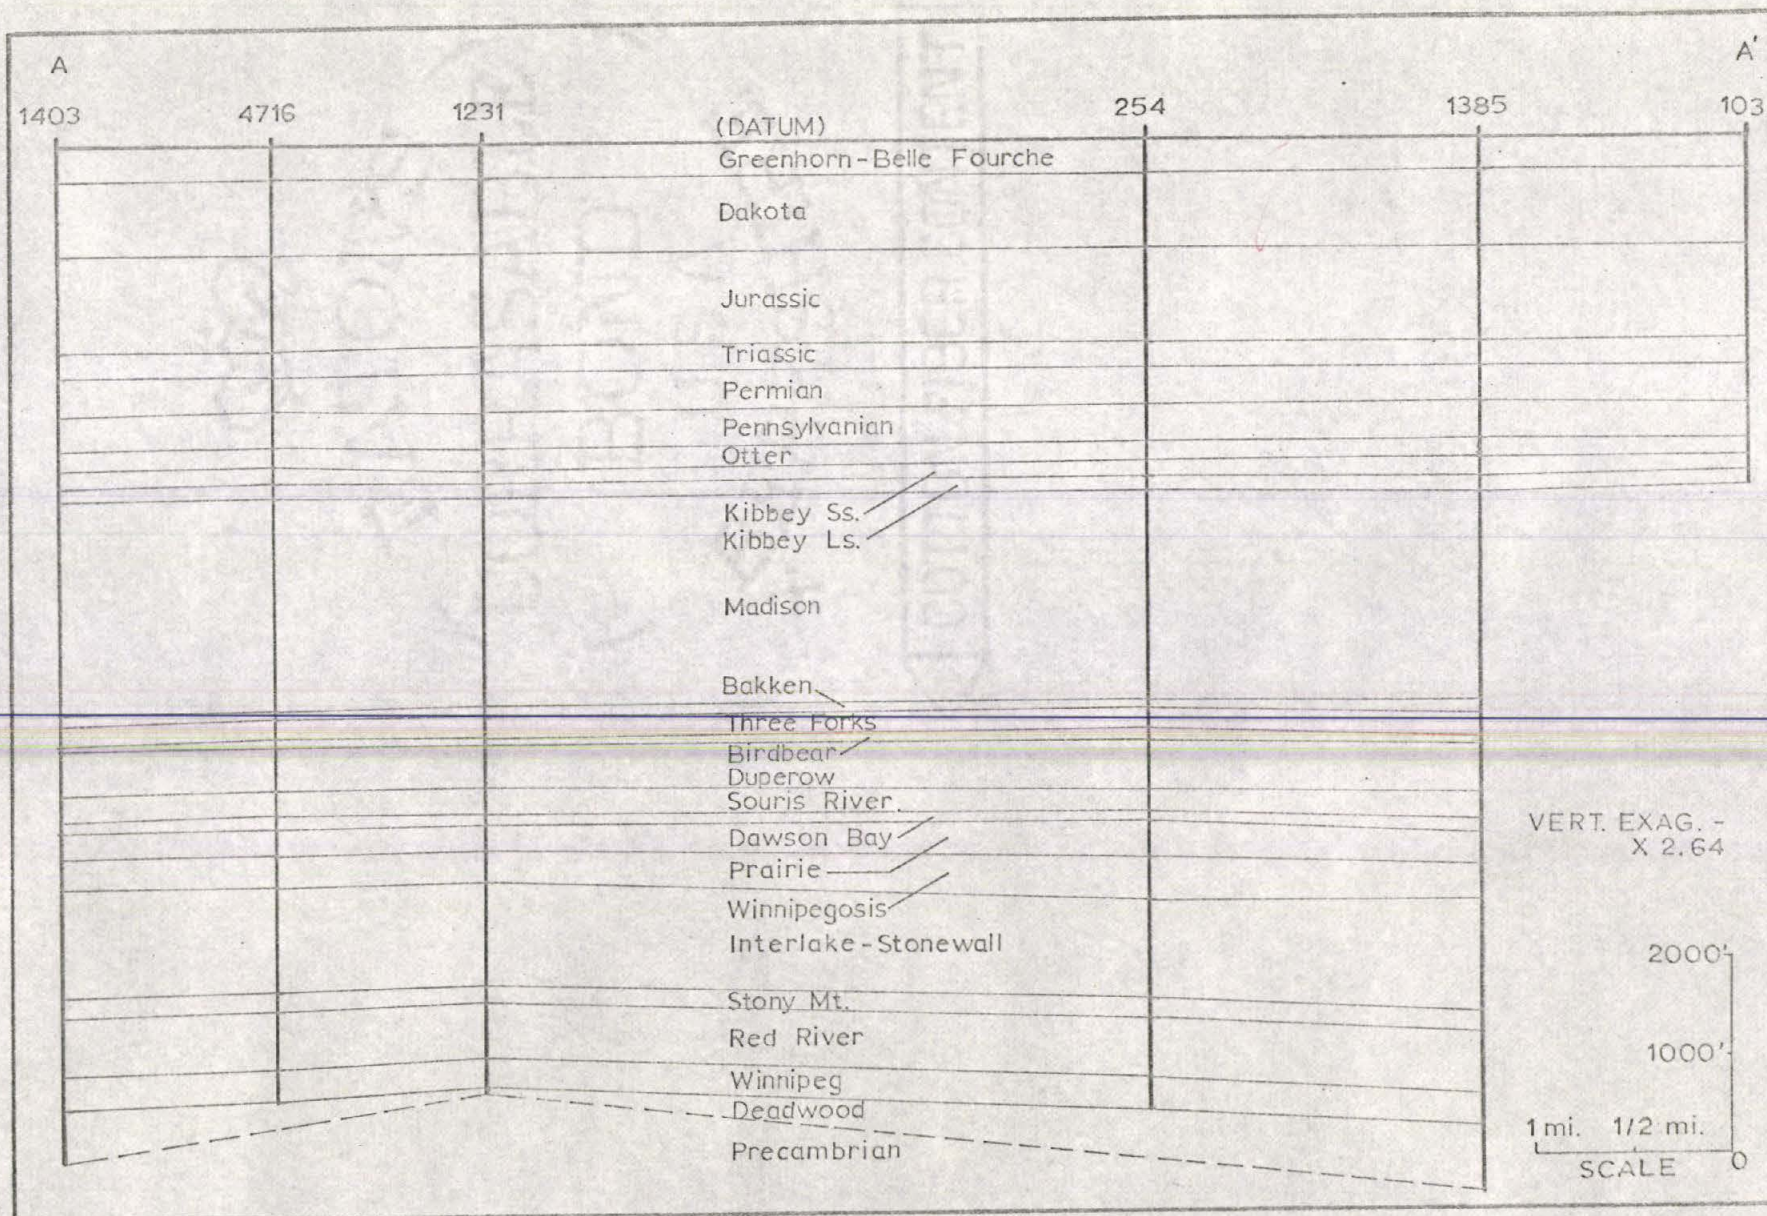 A A'
1403 4716 1231 254 1385 103
(DATUM)
Greenhorn-Belle Fourche
Dakota
Jurassic
Triassic
Permian
Pennsylvanian
Otter
Kibbey Ss.
Kibbey Ls.
Madison
Bakken
Three Forks
Birdbear
Duperow
Souris River
Dawson Bay
Prairie
Winnipegosis
Interlake-Stonewall
Stony Mt.
Red River
Winnipeg
Deadwood
Precambrian
VERT. EXAG. -
X 2.64
2000'
1000'
1 mi. 1/2 mi.
SCALE 0